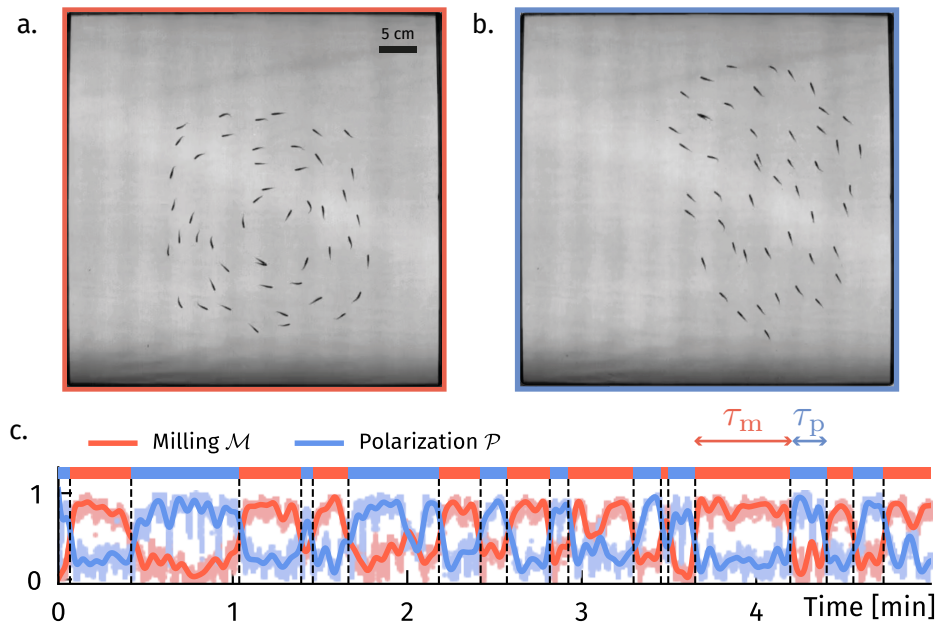 a.
5 cm
b.
c.
Milling ℳ
Polarization 𝒫
τm
τp
1
0
0 1 2 3 4 Time [min]